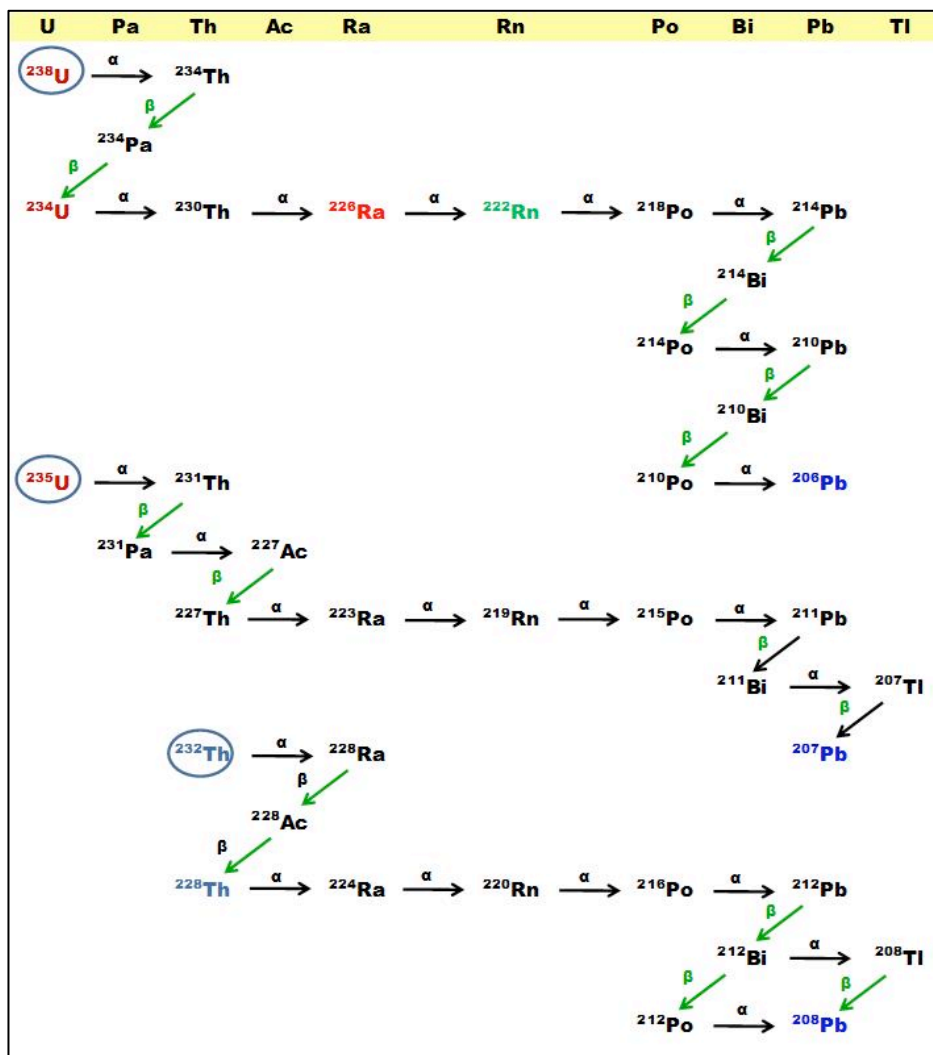 U Pa Th Ac Ra Rn Po Bi Pb Tl
²³⁸U α ²³⁴Th
β
²³⁴Pa
β
²³⁴U α ²³⁰Th α ²²⁶Ra α ²²²Rn α ²¹⁸Po α ²¹⁴Pb
β
²¹⁴Bi
β
²¹⁴Po α ²¹⁰Pb
β
²¹⁰Bi
β
²³⁵U α ²³¹Th ²¹⁰Po α ²⁰⁶Pb
β
²³¹Pa α ²²⁷Ac
β
²²⁷Th α ²²³Ra α ²¹⁹Rn α ²¹⁵Po α ²¹¹Pb
β
²¹¹Bi α ²⁰⁷Tl
β
²³²Th α ²²⁸Ra ²⁰⁷Pb
β
²²⁸Ac
β
²²⁸Th α ²²⁴Ra α ²²⁰Rn α ²¹⁶Po α ²¹²Pb
β
²¹²Bi α ²⁰⁸Tl
β β
²¹²Po α ²⁰⁸Pb